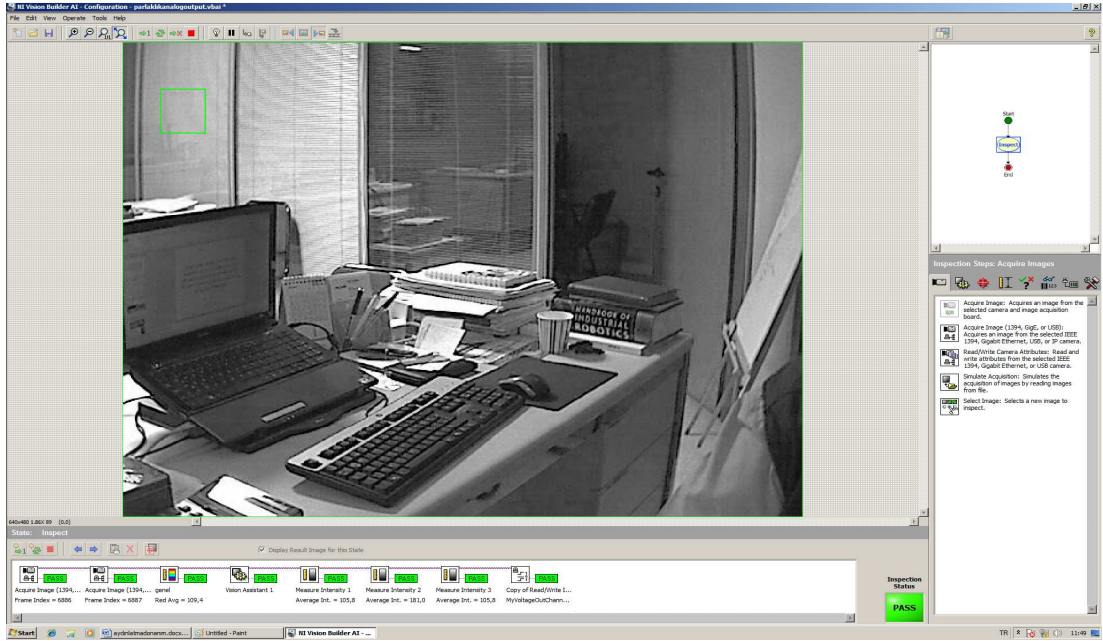 NI Vision Builder AI - Configuration - parlaklıkanalogoutput.vbai *
File Edit View Operate Tools Help
Start
Inspect
End
HANDBOOK OF
INDUSTRIAL
ROBOTICS
Inspection Steps: Acquire Images
Acquire Image: Acquires an image from the
selected camera and image acquisition
board.
Acquire Image (1394, GigE, or USB):
Acquires an image from the selected IEEE
1394, Gigabit Ethernet, USB, or IP camera.
Read/Write Camera Attributes: Read and
write attributes from the selected IEEE
1394, Gigabit Ethernet, or USB camera.
Simulate Acquisition: Simulates the
acquisition of images by reading images
from file.
Select Image: Selects a new image to
inspect.
640x480 1.86X 89 (0,0)
State: Inspect
Display Result Image for this State
PASS PASS PASS PASS PASS PASS PASS PASS
Acquire Image (1394,... Acquire Image (1394,... genel Vision Assistant 1 Measure Intensity 1 Measure Intensity 2 Measure Intensity 3 Copy of Read/Write I...
Frame Index = 6886 Frame Index = 6887 Red Avg = 109,4 Average Int. = 105,8 Average Int. = 181,0 Average Int. = 105,8 MyVoltageOutChann...
Inspection
Status
PASS
Start aydınlatmadonanm.docx... Untitled - Paint NI Vision Builder AI - ... TR 11:49